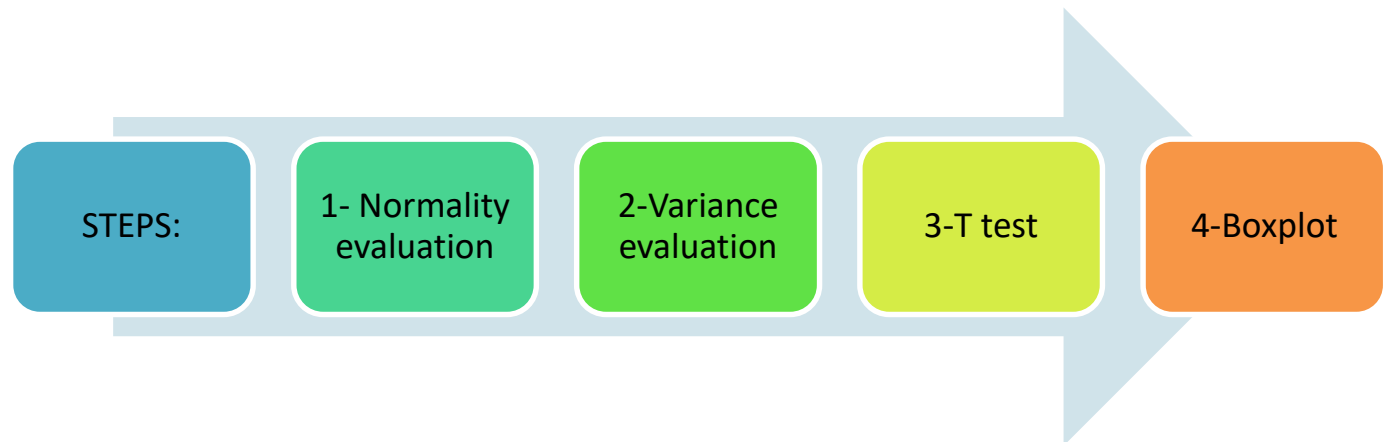 STEPS:
1- Normality
evaluation
2-Variance
evaluation
3-T test
4-Boxplot